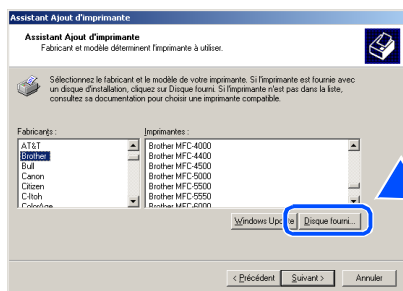 Assistant Ajout d'imprimante
Assistant Ajout d'imprimante
Fabricant et modèle déterminent l'imprimante à utiliser.
Sélectionnez le fabricant et le modèle de votre imprimante. Si l'imprimante est fournie avec
un disque d'installation, cliquez sur Disque fourni. Si l'imprimante n'est pas dans la liste,
consultez sa documentation pour choisir une imprimante compatible.
Fabricants :
AT&T
Brother
Bull
Canon
Citizen
C-Itoh
ColorAge
Imprimantes :
Brother MFC-4000
Brother MFC-4400
Brother MFC-4500
Brother MFC-5000
Brother MFC-5500
Brother MFC-5550
Brother MFC-6000
Windows Update Disque fourni...
< Précédent Suivant > Annuler